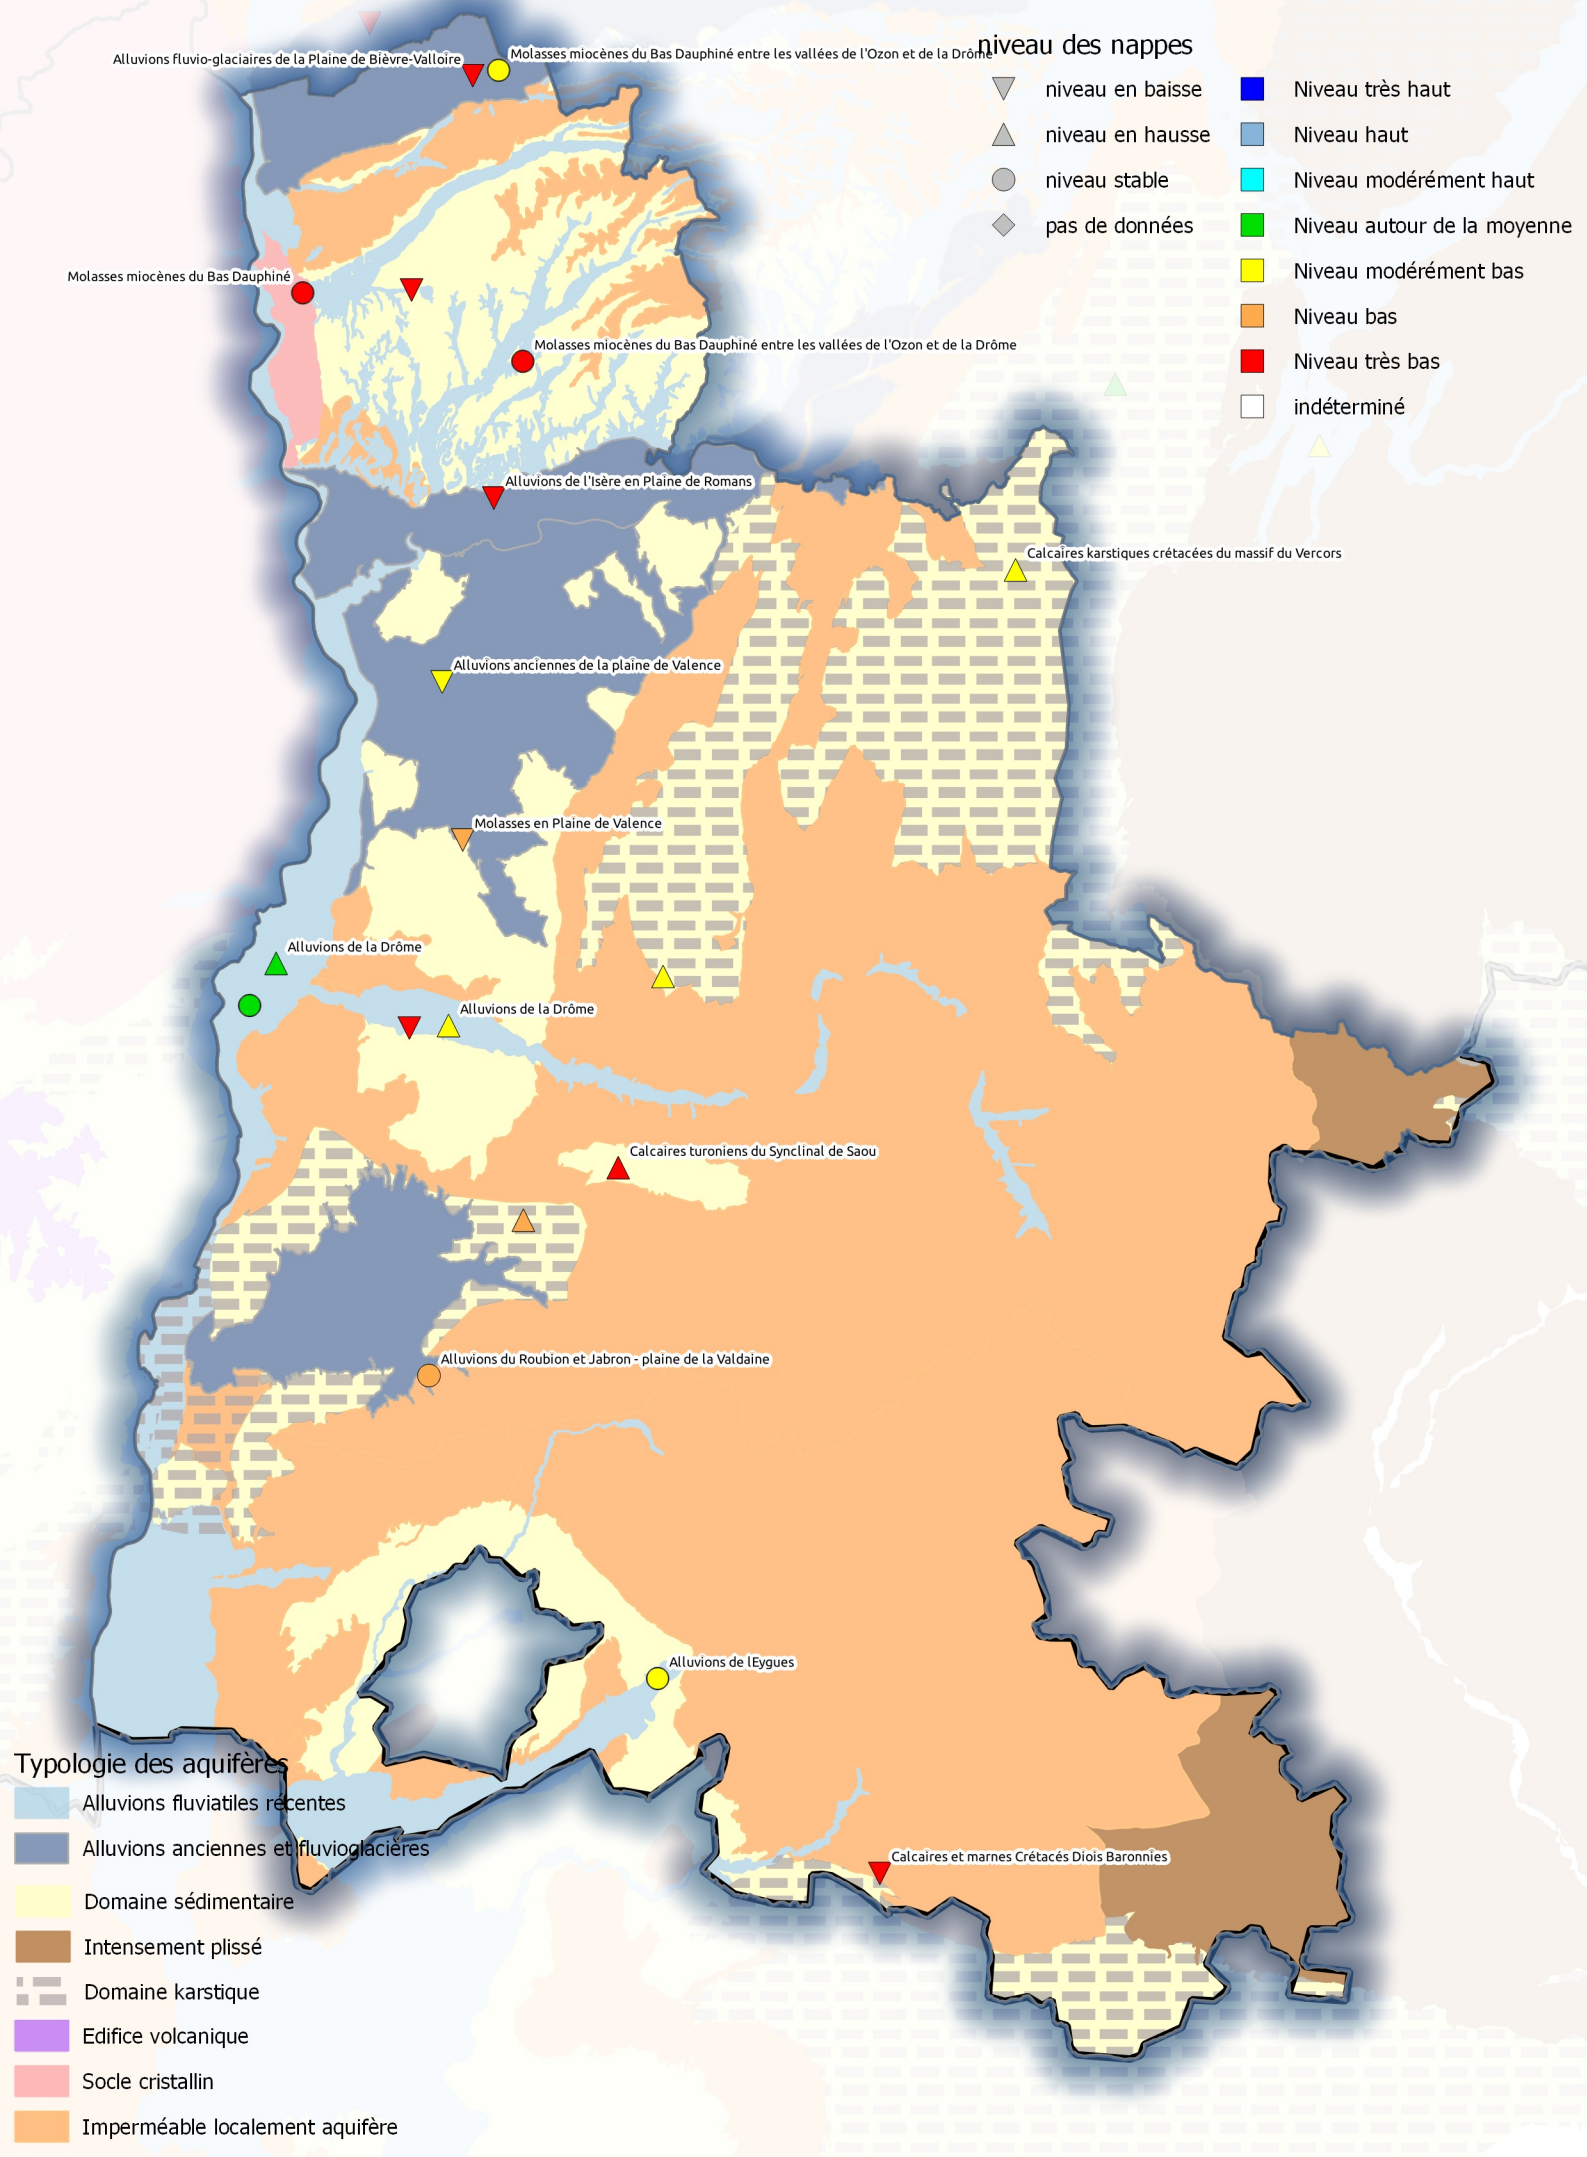 niveau des nappes
niveau en baisse
niveau en hausse
niveau stable
pas de données
Niveau très haut
Niveau haut
Niveau modérément haut
Niveau autour de la moyenne
Niveau modérément bas
Niveau bas
Niveau très bas
indéterminé
Alluvions fluvio-glaciaires de la Plaine de Bièvre-Valloire
Molasses miocènes du Bas Dauphiné entre les vallées de l'Ozon et de la Drôme
Molasses miocènes du Bas Dauphiné
Molasses miocènes du Bas Dauphiné entre les vallées de l'Ozon et de la Drôme
Alluvions de l'Isère en Plaine de Romans
Calcaires karstiques crétacées du massif du Vercors
Alluvions anciennes de la plaine de Valence
Molasses en Plaine de Valence
Alluvions de la Drôme
Alluvions de la Drôme
Calcaires turoniens du Synclinal de Saou
Alluvions du Roubion et Jabron - plaine de la Valdaine
Alluvions de lEygues
Calcaires et marnes Crétacés Diois Baronnies
Typologie des aquifères
Alluvions fluviatiles récentes
Alluvions anciennes et fluvioglacières
Domaine sédimentaire
Intensement plissé
Domaine karstique
Edifice volcanique
Socle cristallin
Imperméable localement aquifère